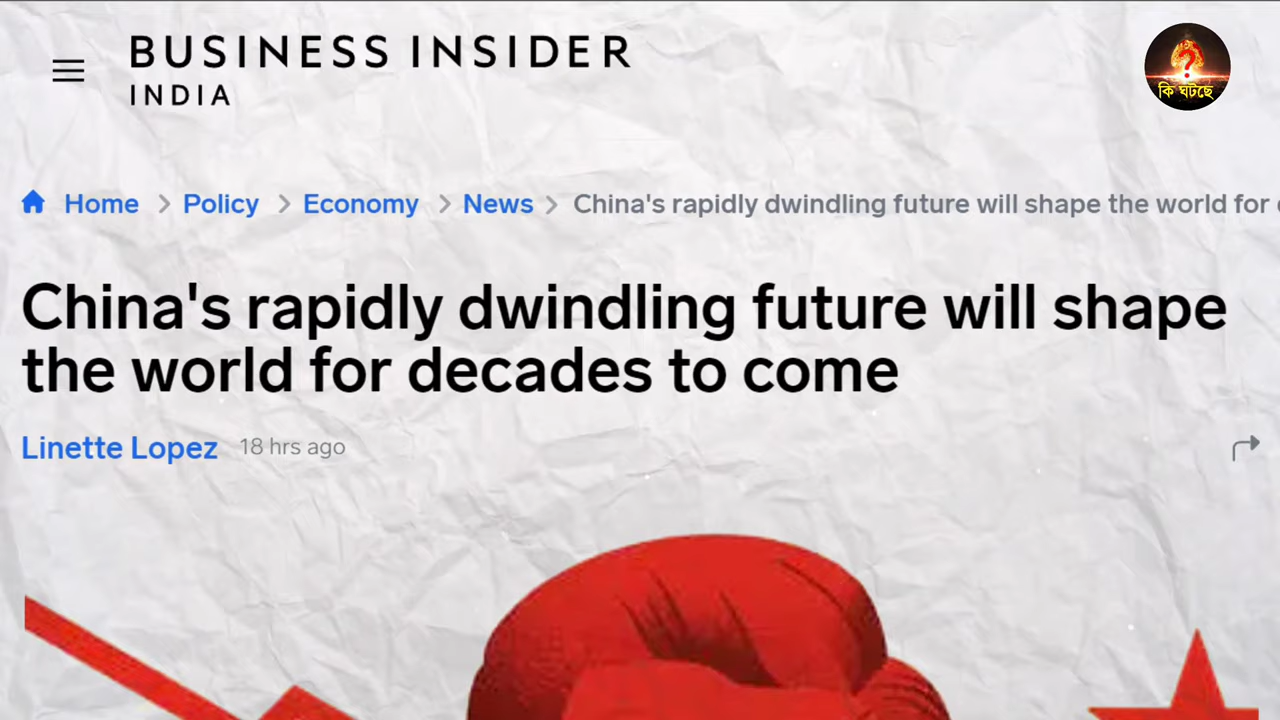 BUSINESS INSIDER
INDIA
?
কি ঘটছে
Home > Policy > Economy > News > China's rapidly dwindling future will shape the world for
China's rapidly dwindling future will shape
the world for decades to come
Linette Lopez 18 hrs ago